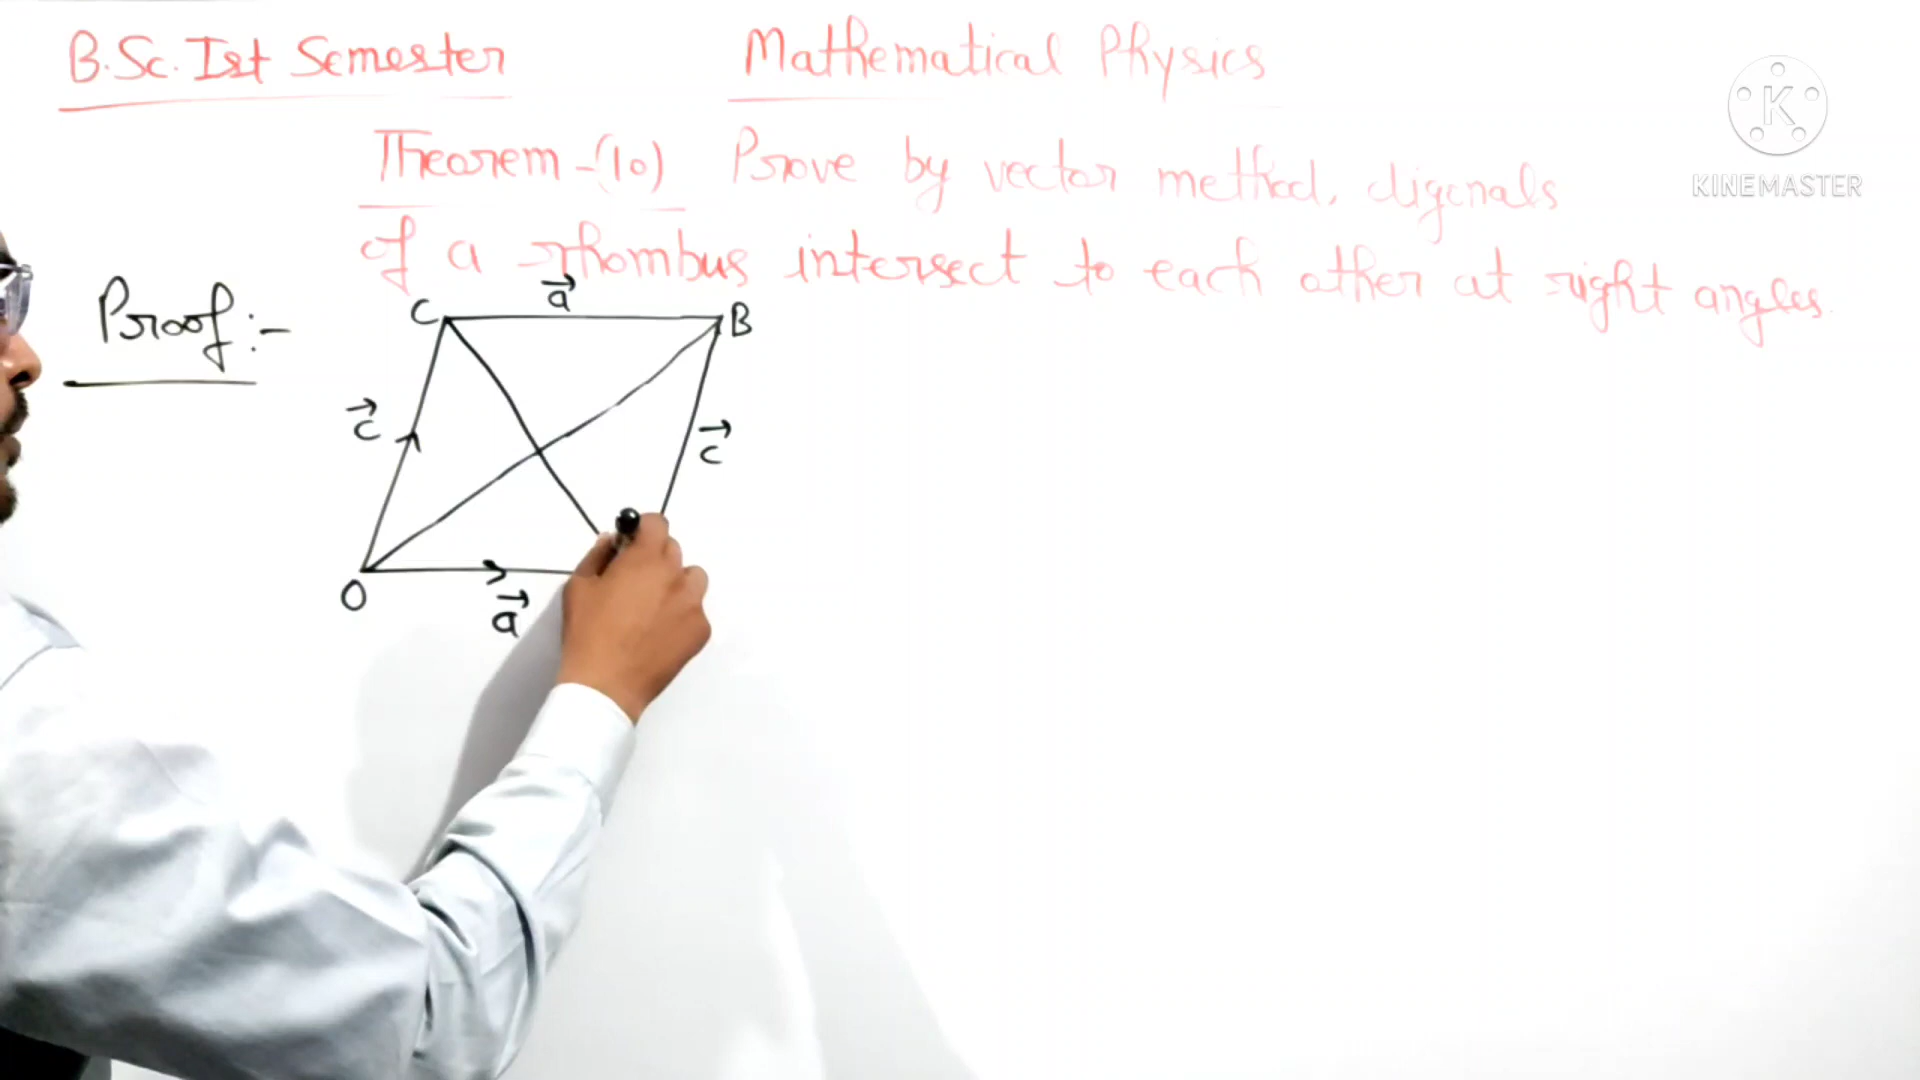 B.Sc. Ist Semester
Mathematical Physics
K
KINEMASTER
Theorem-(10) Prove by vector method, digonals
of a rhombus intersect to each other at right angles.
Proof:-
C
a⃗
B
c⃗
c⃗
O
a⃗